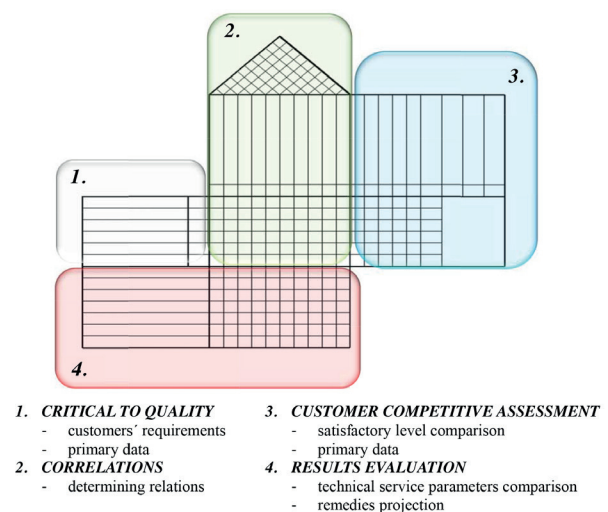 2.
3.
1.
4.
1. CRITICAL TO QUALITY
- customers´ requirements
- primary data
2. CORRELATIONS
- determining relations
3. CUSTOMER COMPETITIVE ASSESSMENT
- satisfactory level comparison
- primary data
4. RESULTS EVALUATION
- technical service parameters comparison
- remedies projection